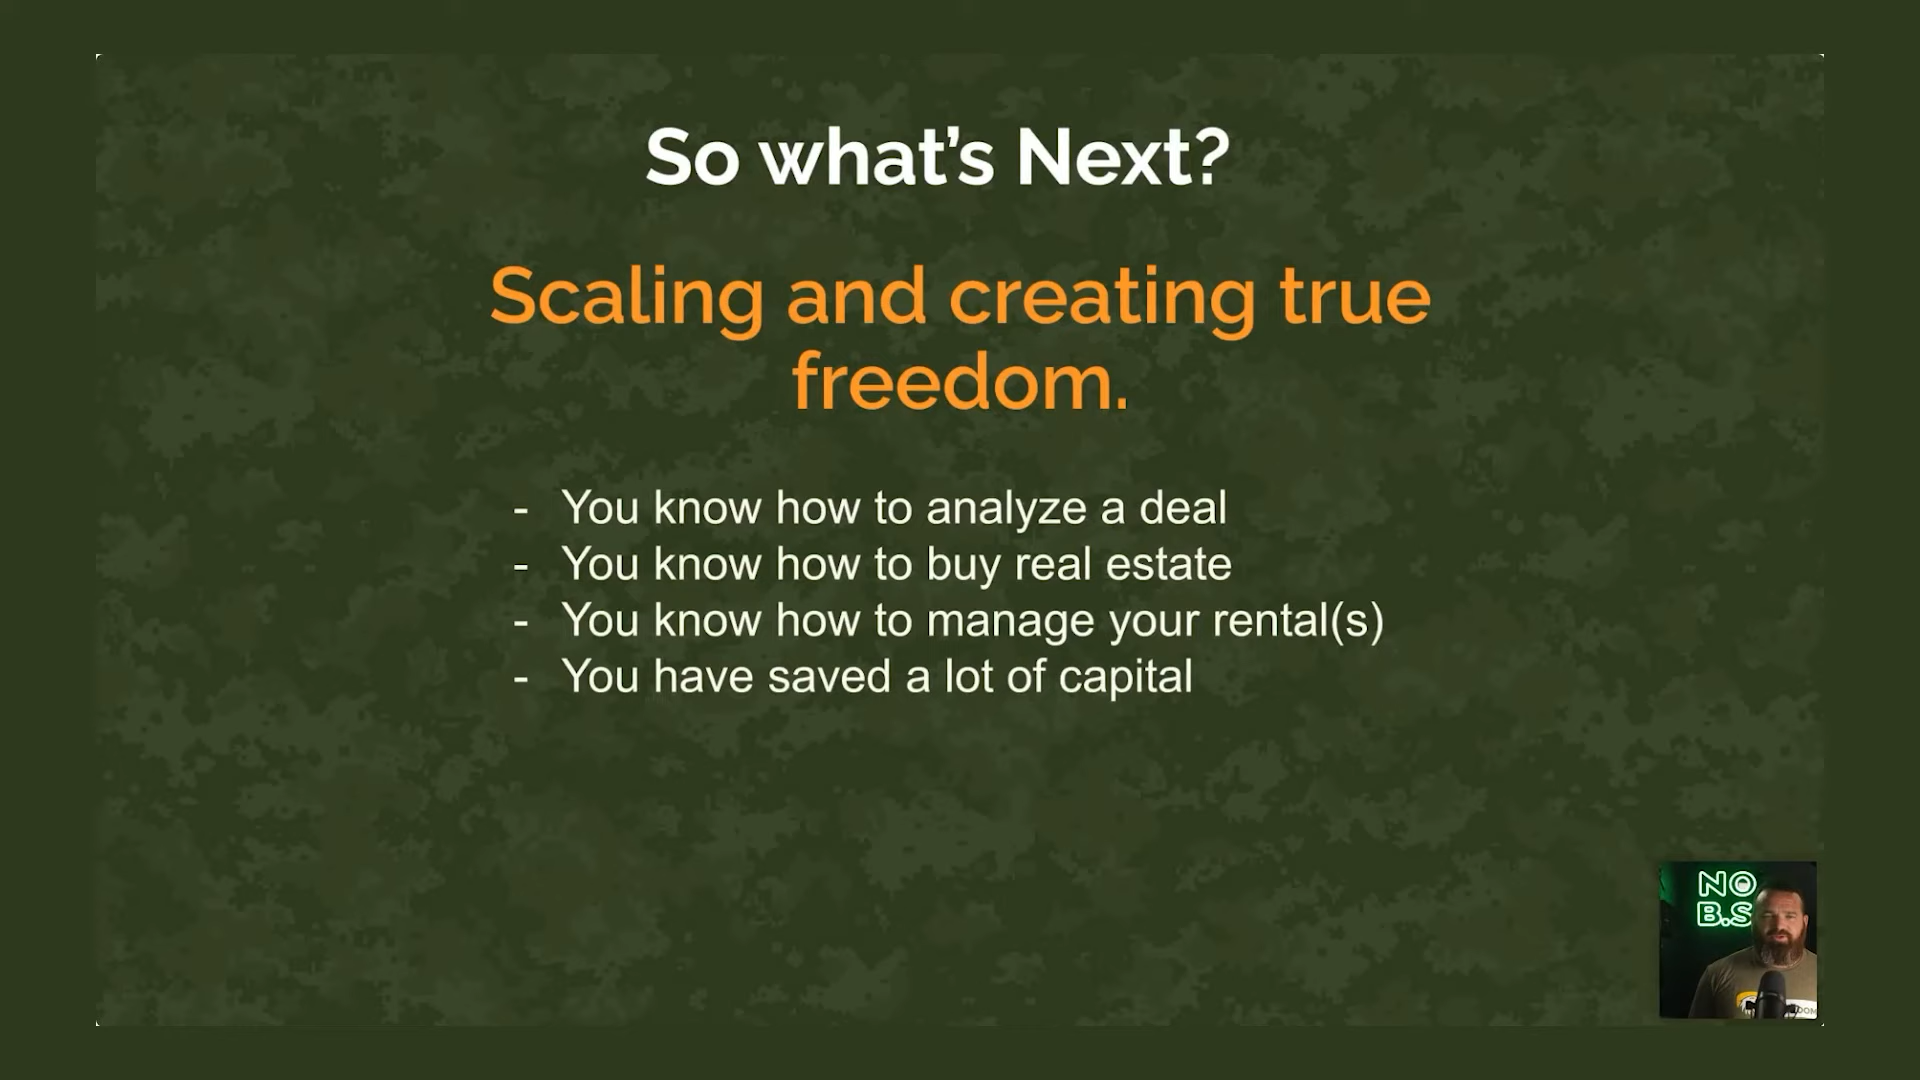 So what’s Next?
Scaling and creating true
freedom.
- You know how to analyze a deal
- You know how to buy real estate
- You know how to manage your rental(s)
- You have saved a lot of capital
NO
B.S